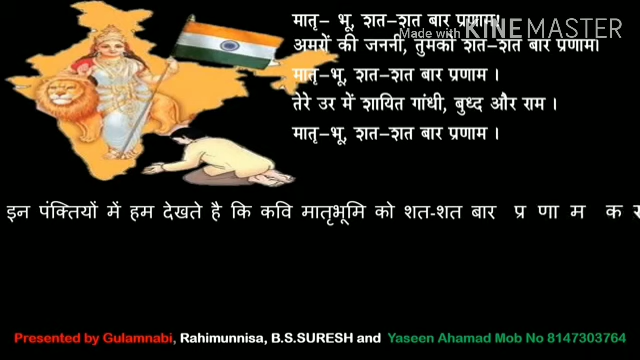 मातृ– भू, शत–शत बार प्रणाम!
Made with KINEMASTER
अमरों की जननी, तुमको शत–शत बार प्रणाम।
मातृ–भू, शत–शत बार प्रणाम ।
तेरे उर में शायित गांधी, बुध्द और राम ।
मातृ–भू, शत–शत बार प्रणाम ।
इन पंक्तियों में हम देखते है कि कवि मातृभूमि को शत-शत बार प्र णा म क
Presented by Gulamnabi, Rahimunnisa, B.S.SURESH and Yaseen Ahamad Mob No 8147303764